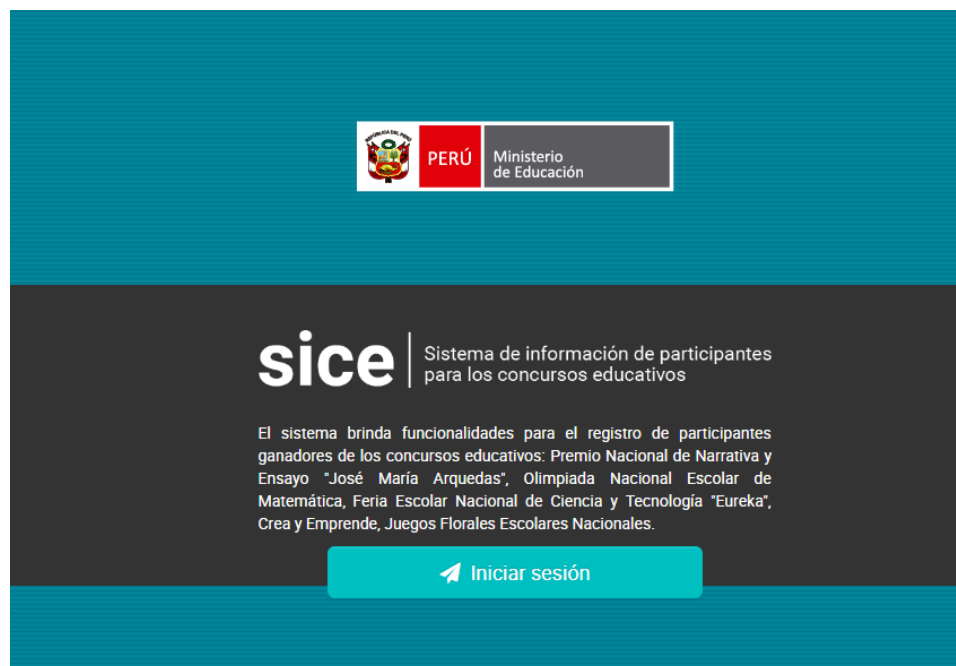 REPÚBLICA DEL PERÚ
PERÚ
Ministerio
de Educación
sice
Sistema de información de participantes
para los concursos educativos
El sistema brinda funcionalidades para el registro de participantes
ganadores de los concursos educativos: Premio Nacional de Narrativa y
Ensayo "José María Arquedas", Olimpiada Nacional Escolar de
Matemática, Feria Escolar Nacional de Ciencia y Tecnología "Eureka",
Crea y Emprende, Juegos Florales Escolares Nacionales.
Iniciar sesión